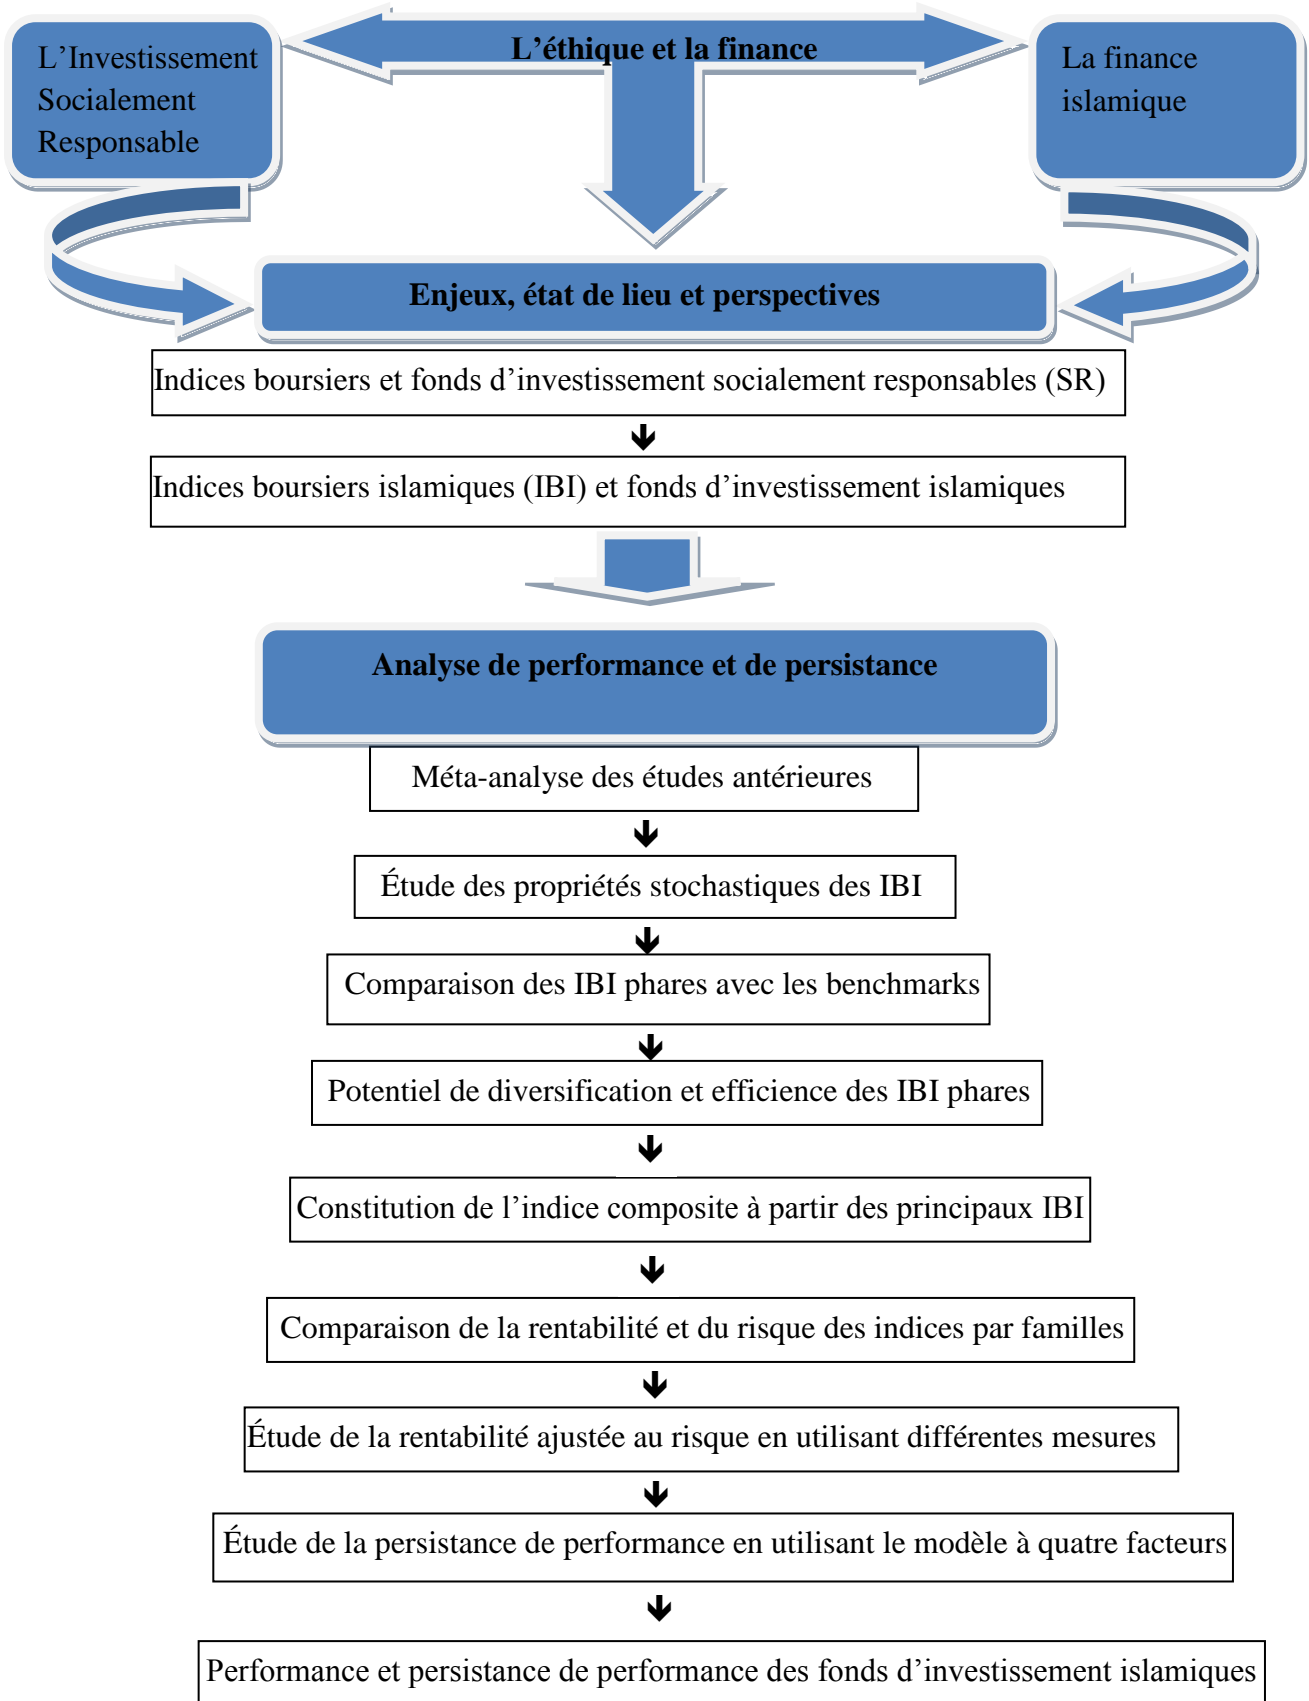 L'éthique et la finance
L'Investissement
Socialement
Responsable
La finance
islamique
Enjeux, état de lieu et perspectives
Indices boursiers et fonds d'investissement socialement responsables (SR)
Indices boursiers islamiques (IBI) et fonds d'investissement islamiques
Analyse de performance et de persistance
Méta-analyse des études antérieures
Étude des propriétés stochastiques des IBI
Comparaison des IBI phares avec les benchmarks
Potentiel de diversification et efficience des IBI phares
Constitution de l'indice composite à partir des principaux IBI
Comparaison de la rentabilité et du risque des indices par familles
Étude de la rentabilité ajustée au risque en utilisant différentes mesures
Étude de la persistance de performance en utilisant le modèle à quatre facteurs
Performance et persistance de performance des fonds d'investissement islamiques